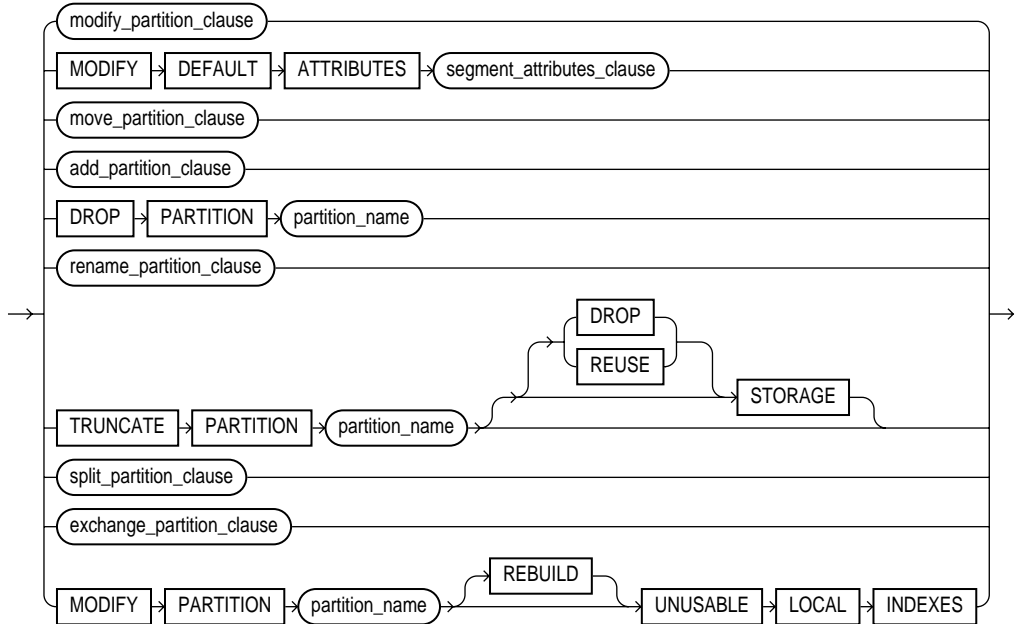 modify_partition_clause
MODIFY DEFAULT ATTRIBUTES segment_attributes_clause
move_partition_clause
add_partition_clause
DROP PARTITION partition_name
rename_partition_clause
DROP
REUSE
STORAGE
TRUNCATE PARTITION partition_name
split_partition_clause
exchange_partition_clause
REBUILD
MODIFY PARTITION partition_name UNUSABLE LOCAL INDEXES